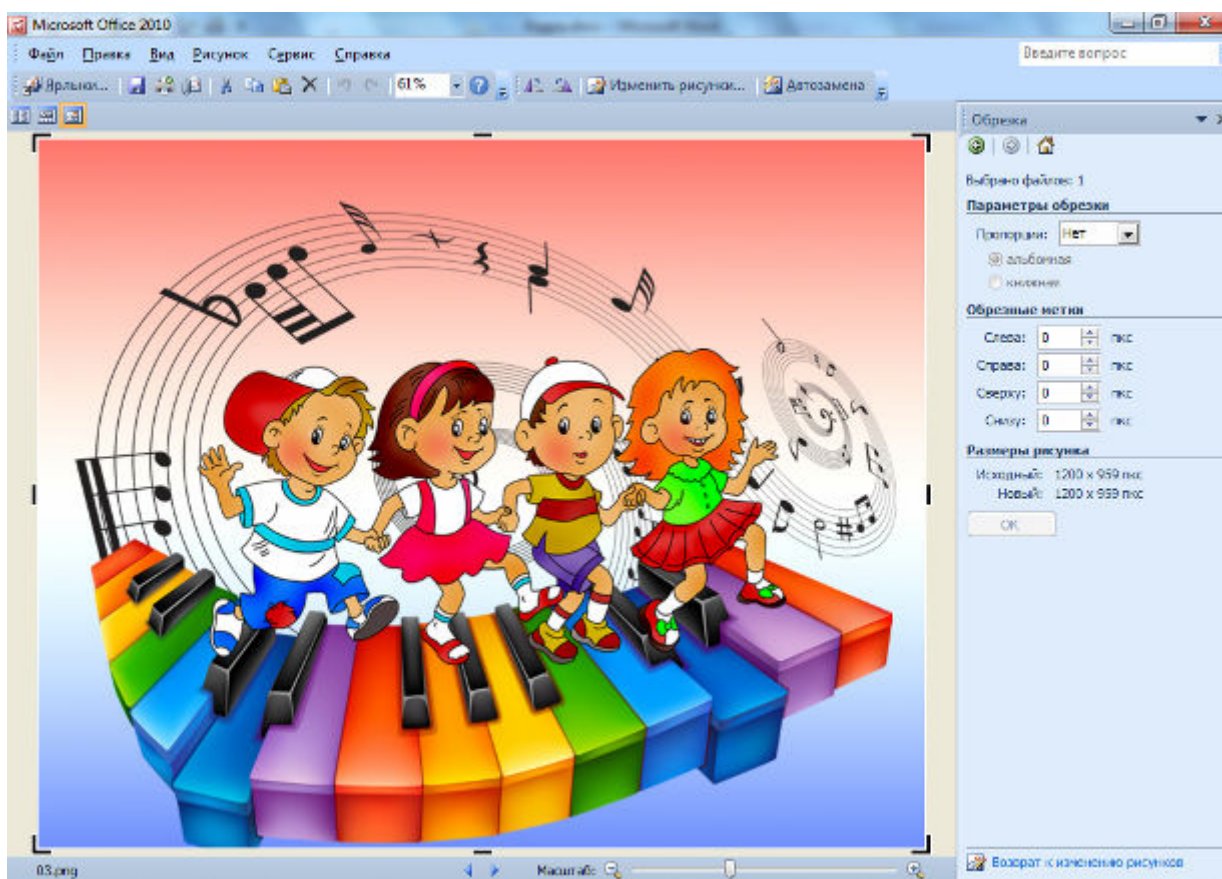 Microsoft Office 2010
Файл Правка Вид Рисунок Сервис Справка
Введите вопрос
Ярлыки... 61% Изменить рисунки... Автозамена
Обрезка
Выбрано файлов: 1
Параметры обрезки
Пропорции: Нет
альбомная
книжная
Обрезные метки
Слева: 0 пкс
Справа: 0 пкс
Сверху: 0 пкс
Снизу: 0 пкс
Размеры рисунка
Исходный: 1200 x 959 пкс
Новый: 1200 x 959 пкс
ОК
Возврат к изменению рисунков
03.png
Масштаб: